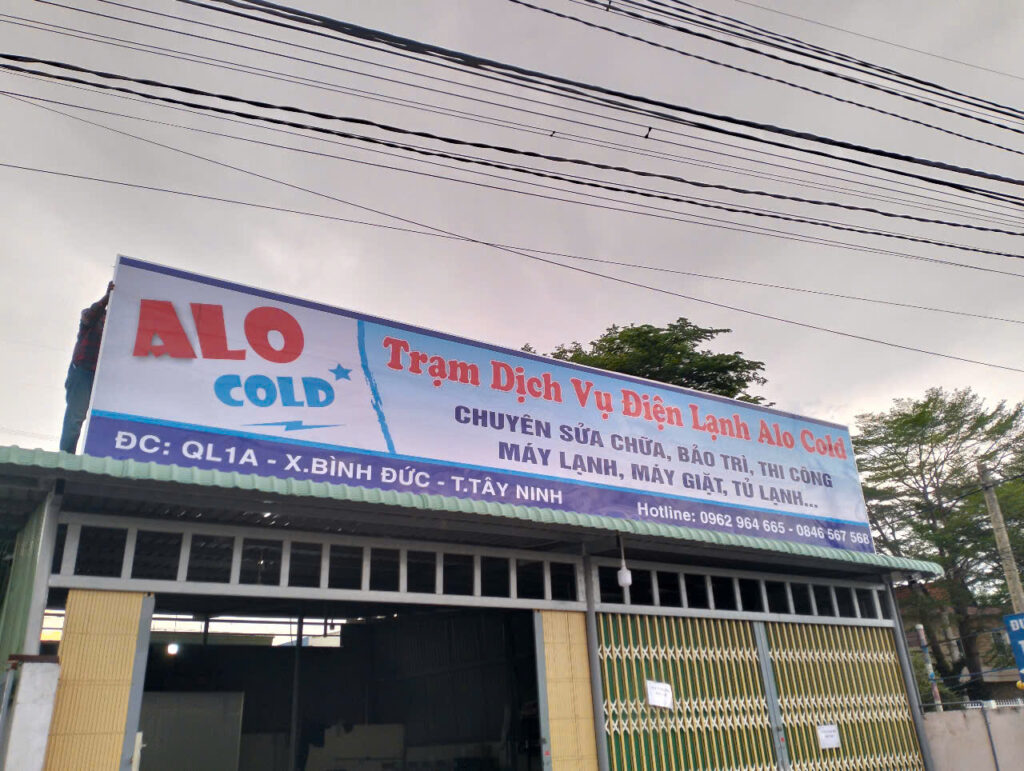 ALO
COLD
Trạm Dịch Vụ Điện Lạnh Alo Cold
CHUYÊN SỬA CHỮA, BẢO TRÌ, THI CÔNG
MÁY LẠNH, MÁY GIẶT, TỦ LẠNH...
ĐC: QL1A - X.BÌNH ĐỨC - T.TÂY NINH
Hotline: 0962 964 665 - 0846 567 568